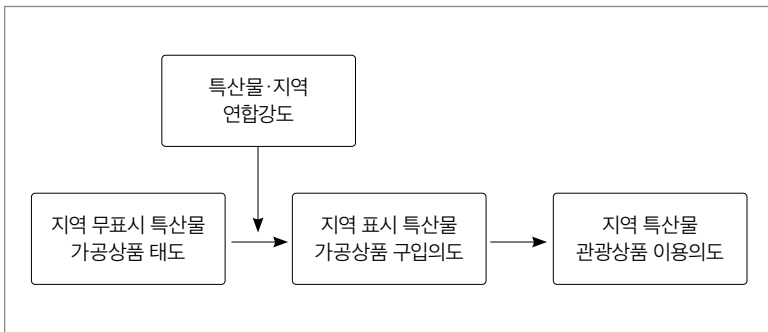 특산물·지역
연합강도
지역 무표시 특산물
가공상품 태도
지역 표시 특산물
가공상품 구입의도
지역 특산물
관광상품 이용의도